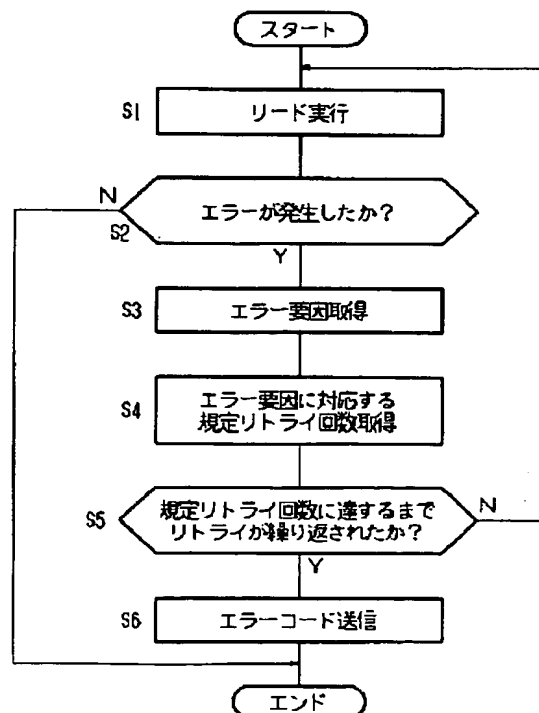 スタート
S1
リード実行
N
エラーが発生したか?
S2
Y
S3
エラー要因取得
S4
エラー要因に対応する
規定リトライ回数取得
S5
規定リトライ回数に達するまで
リトライが繰り返されたか?
N
Y
S6
エラーコード送信
エンド